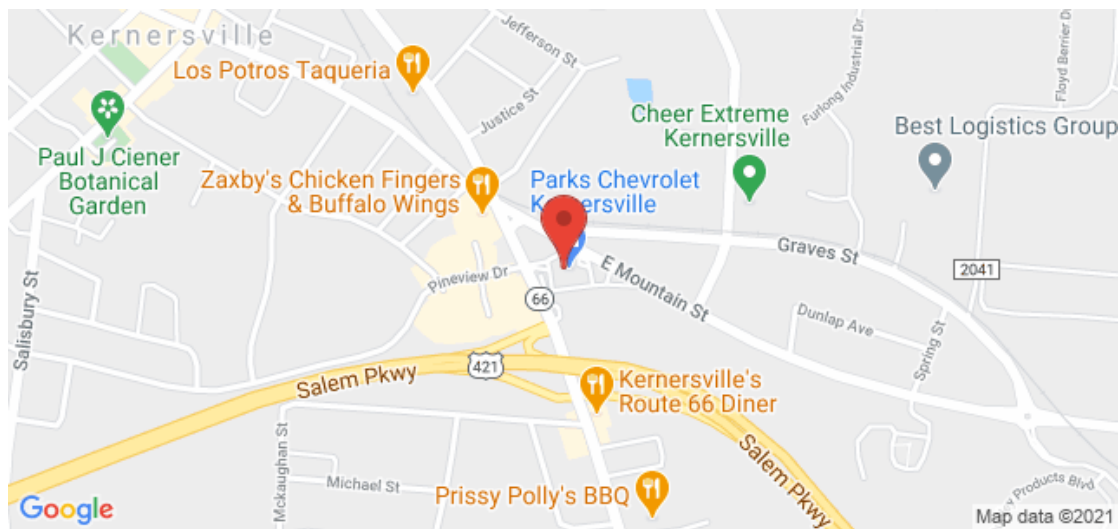 Kernersville
Jefferson St
Los Potros Taqueria
Justice St
Furlong Industrial Dr
Floyd Berrier Dr
Cheer Extreme
Kernersville
Best Logistics Group
Paul J Ciener
Botanical
Garden
Zaxby's Chicken Fingers
& Buffalo Wings
Parks Chevrolet
Graves St
2041
Pineview Dr
E Mountain St
66
Salisbury St
Dunlap Ave
Spring St
421
Salem Pkwy
Kernersville's
Route 66 Diner
Salem Pkwy
Mckaughan St
Michael St
Prissy Polly's BBQ
Products Blvd
Google
Map data ©2021